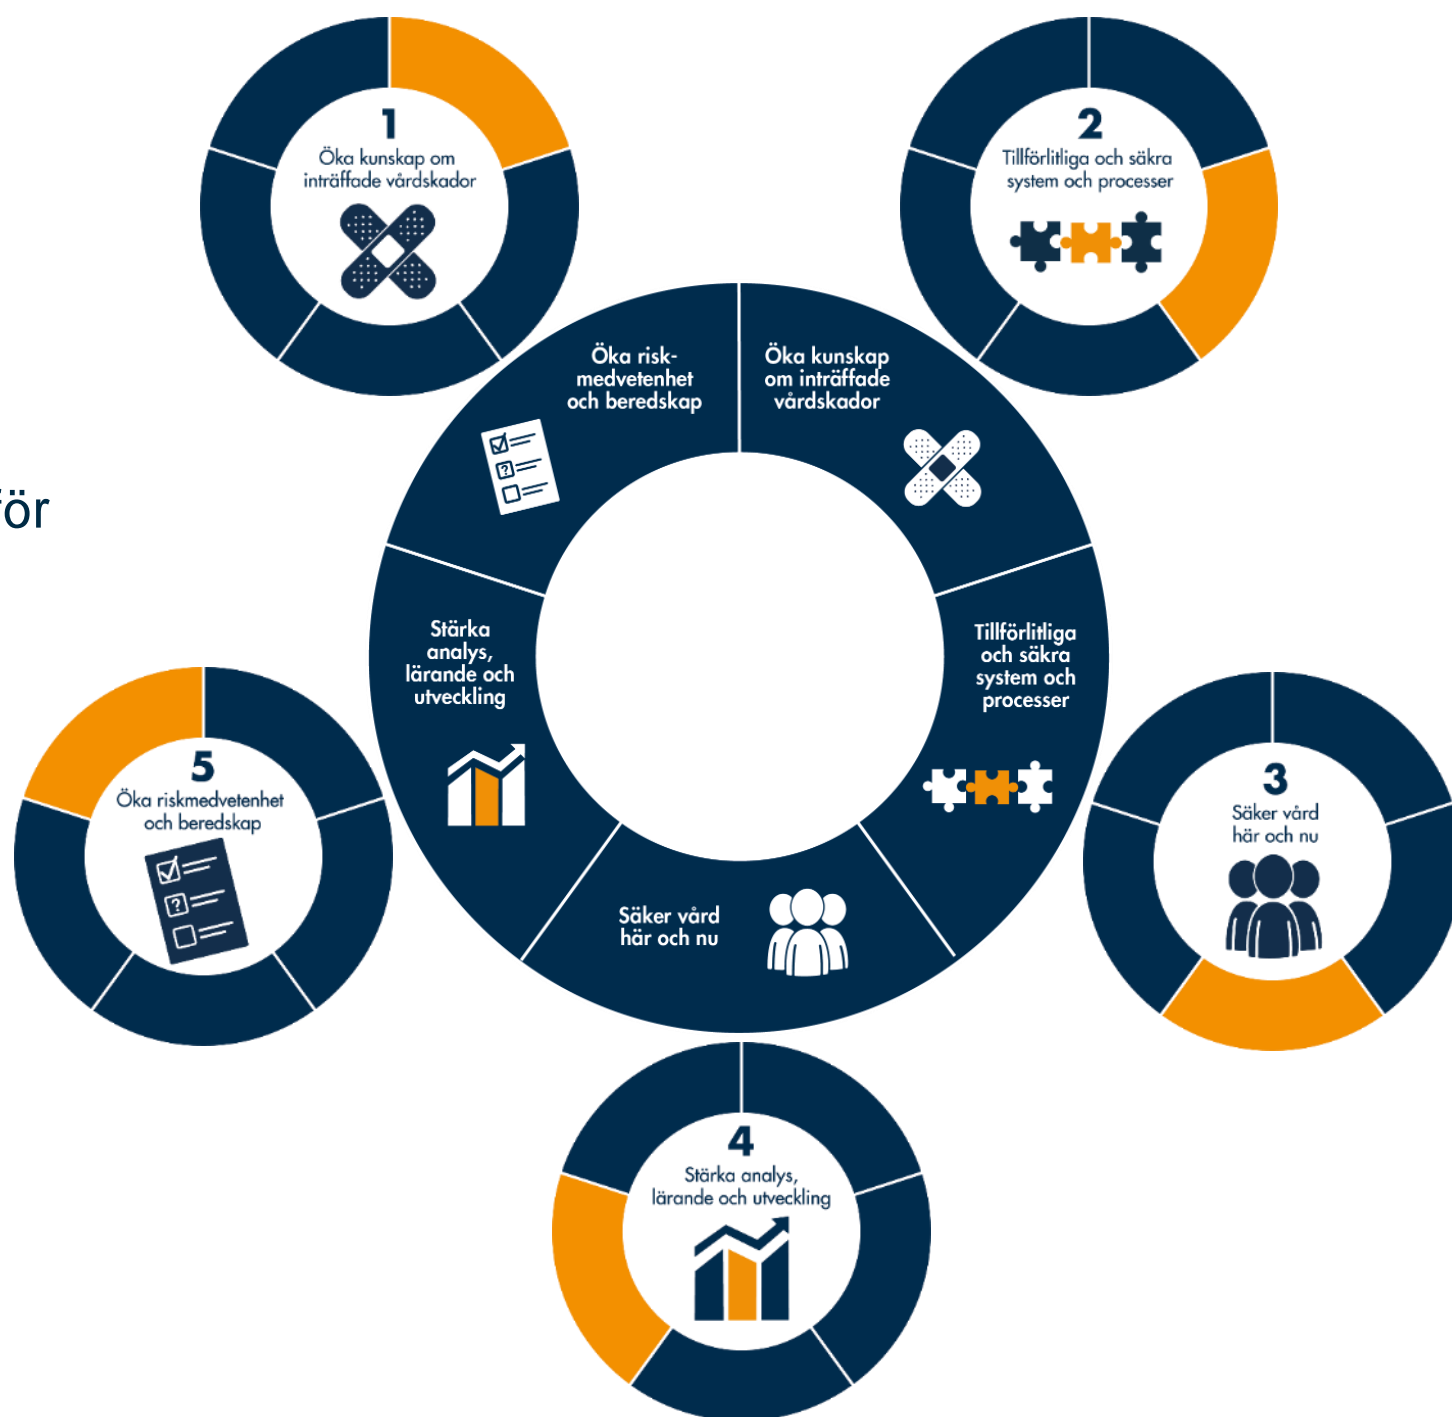 1
Öka kunskap om
inträffade vårdskador
2
Tillförlitliga och säkra
system och processer
Öka risk-
medvetenhet
och beredskap
Öka kunskap
om inträffade
vårdskador
för
Stärka
analys,
lärande och
utveckling
Tillförlitliga
och säkra
system och
processer
5
Öka riskmedvetenhet
och beredskap
?
3
Säker vård
här och nu
Säker vård
här och nu
4
Stärka analys,
lärande och utveckling